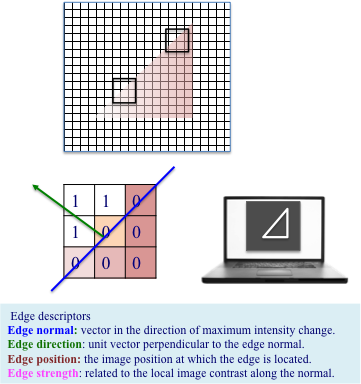 1 1 0
1 0 0
0 0 0
Edge descriptors
Edge normal: vector in the direction of maximum intensity change.
Edge direction: unit vector perpendicular to the edge normal.
Edge position: the image position at which the edge is located.
Edge strength: related to the local image contrast along the normal.